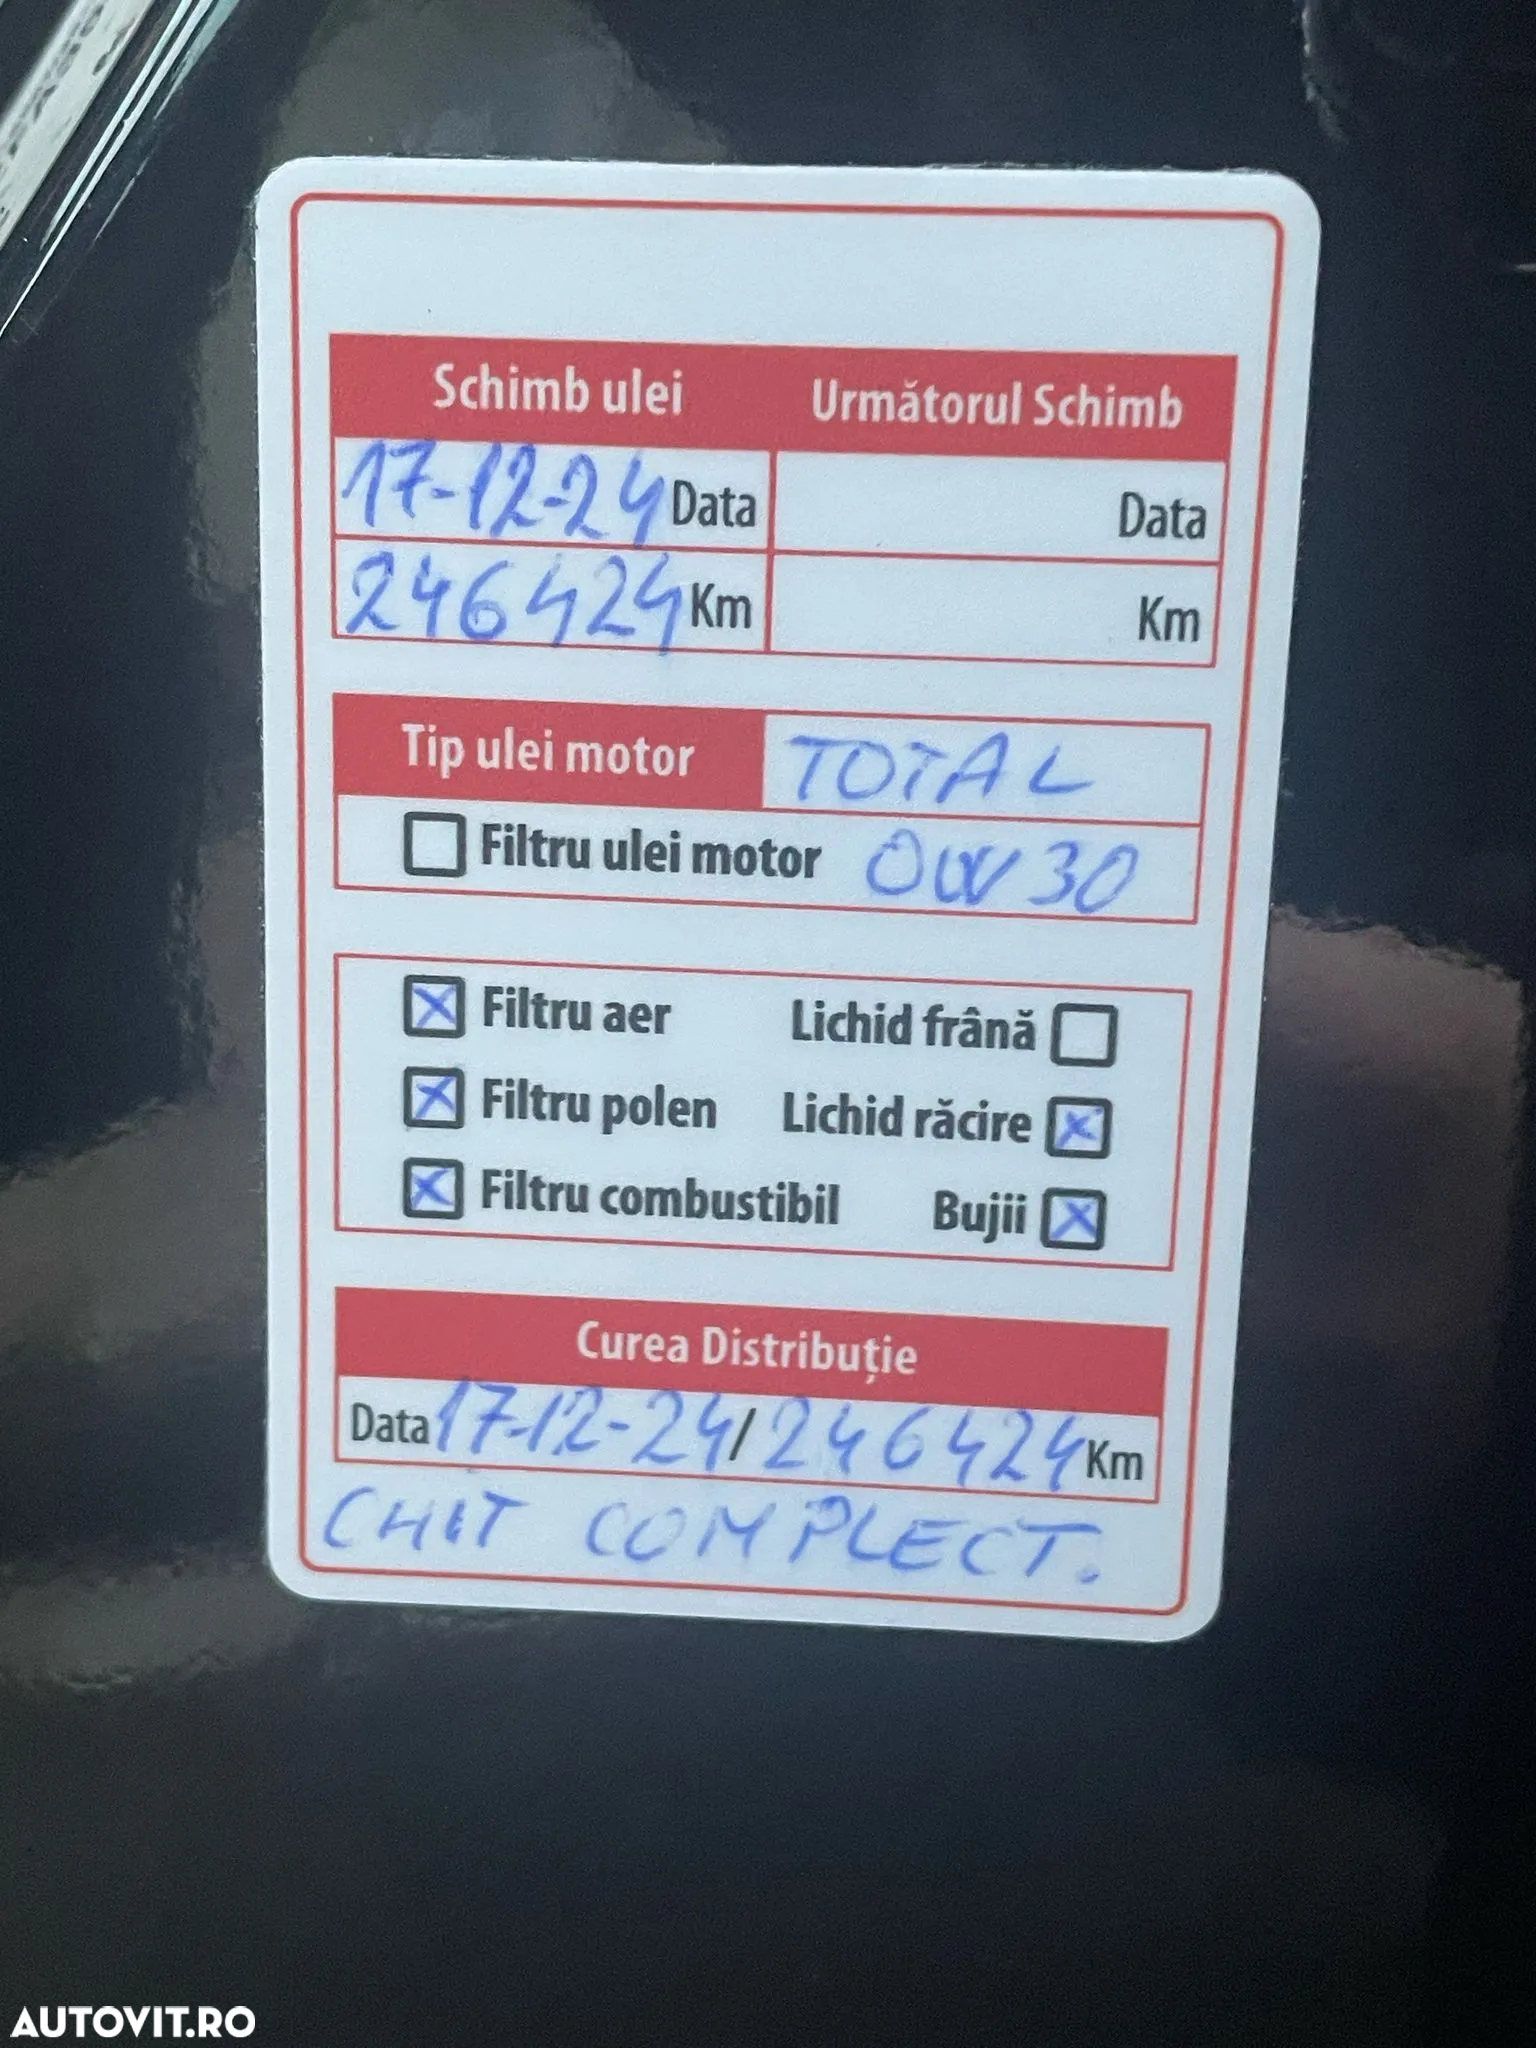 Schimb ulei Următorul Schimb
17-12-24 Data Data
246424 Km Km
Tip ulei motor TOTAL
Filtru ulei motor 0W30
Filtru aer Lichid frână
Filtru polen Lichid răcire
Filtru combustibil Bujii
Curea Distribuție
Data 17-12-24/246424 Km
CHIT COMPLECT.
AUTOVIT.RO